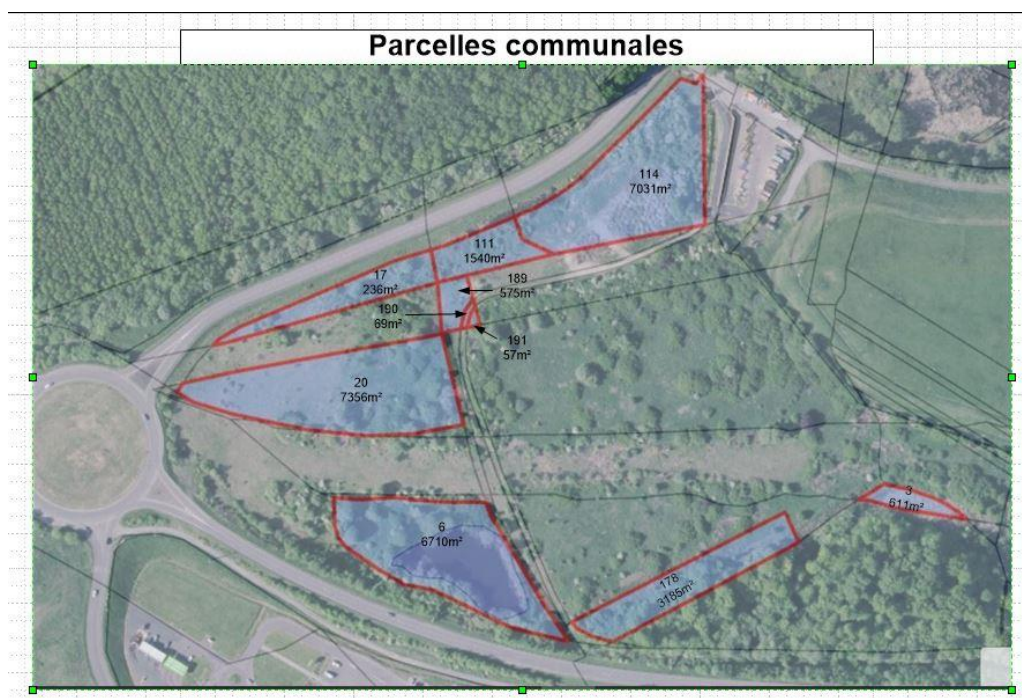 Parcelles communales
114
7031m²
111
1540m²
17
236m²
189
575m²
190
69m²
191
57m²
20
7356m²
3
611m²
6
6710m²
178
3185m²